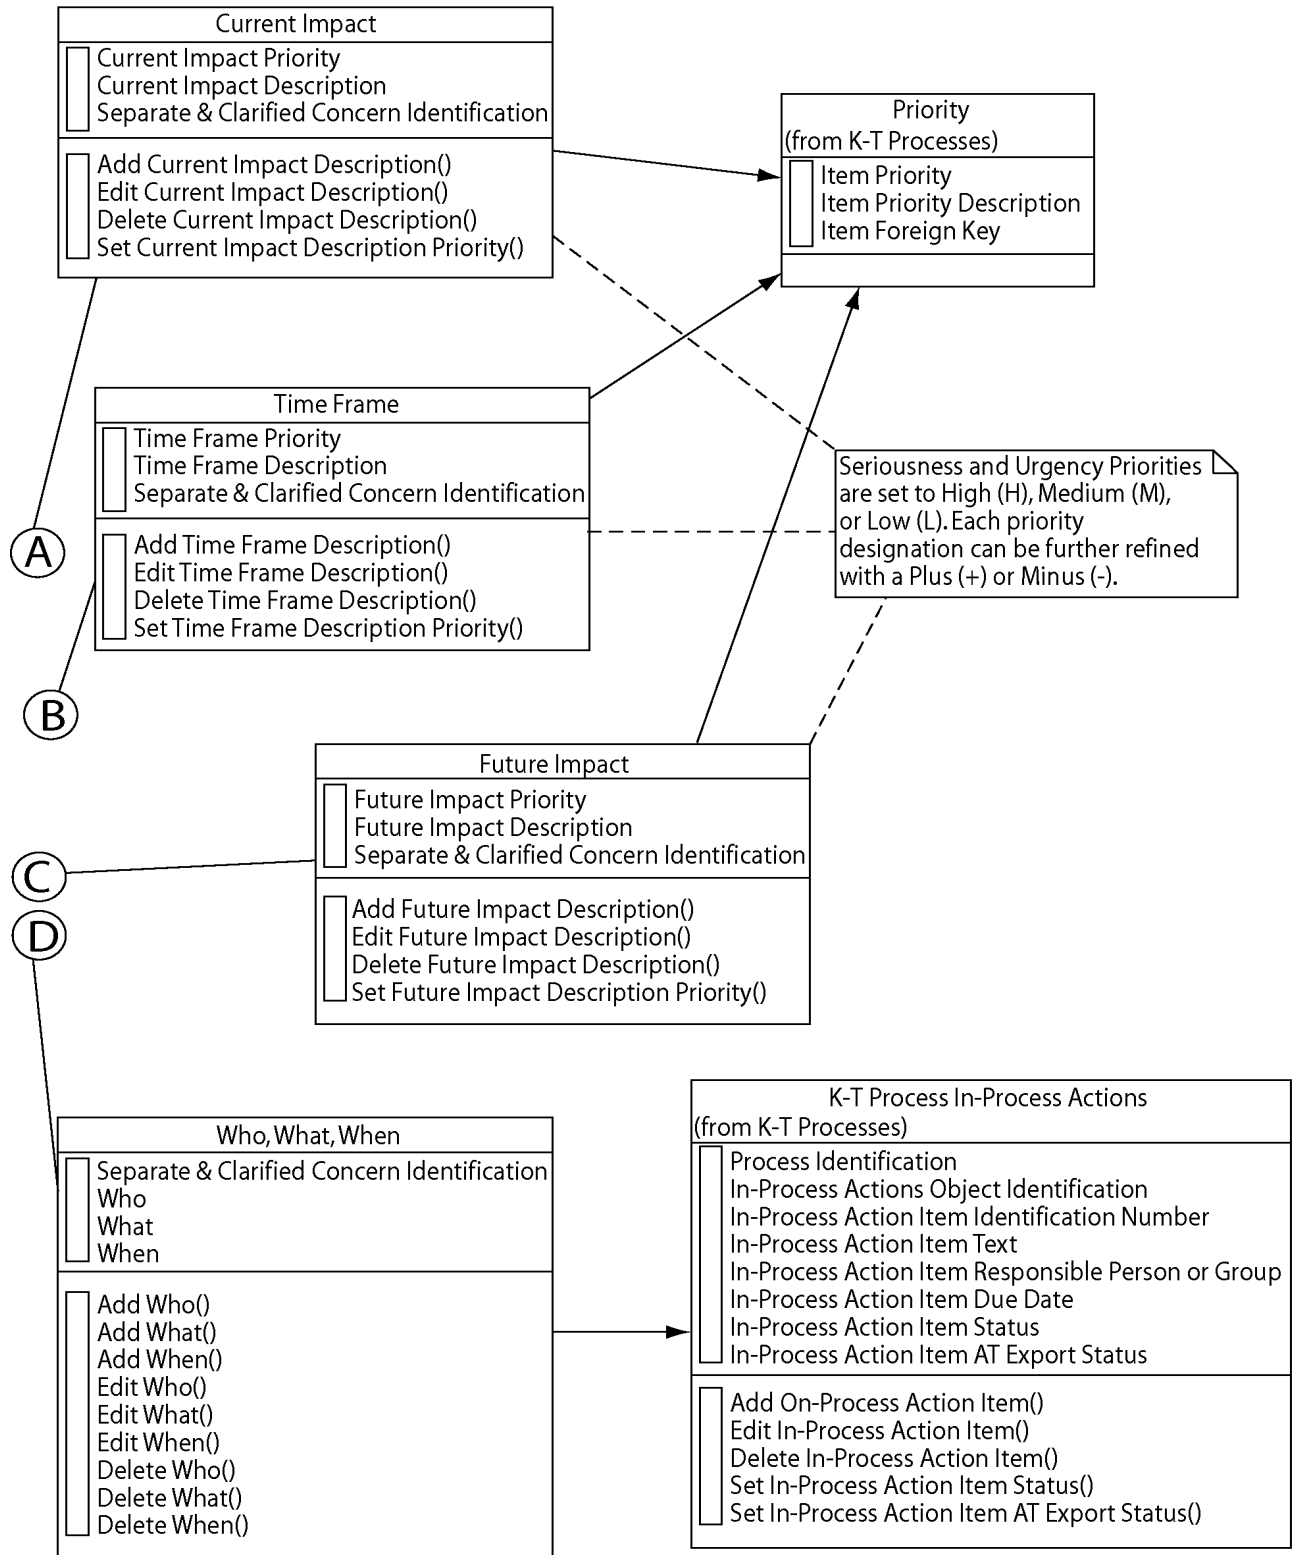 Current Impact
Current Impact Priority
Current Impact Description
Separate & Clarified Concern Identification
Add Current Impact Description()
Edit Current Impact Description()
Delete Current Impact Description()
Set Current Impact Description Priority()
Priority
(from K-T Processes)
Item Priority
Item Priority Description
Item Foreign Key
Time Frame
Time Frame Priority
Time Frame Description
Separate & Clarified Concern Identification
Add Time Frame Description()
Edit Time Frame Description()
Delete Time Frame Description()
Set Time Frame Description Priority()
Seriousness and Urgency Priorities
are set to High (H), Medium (M),
or Low (L). Each priority
designation can be further refined
with a Plus (+) or Minus (-).
A
B
Future Impact
Future Impact Priority
Future Impact Description
Separate & Clarified Concern Identification
Add Future Impact Description()
Edit Future Impact Description()
Delete Future Impact Description()
Set Future Impact Description Priority()
C
D
Who, What, When
Separate & Clarified Concern Identification
Who
What
When
Add Who()
Add What()
Add When()
Edit Who()
Edit What()
Edit When()
Delete Who()
Delete What()
Delete When()
K-T Process In-Process Actions
(from K-T Processes)
Process Identification
In-Process Actions Object Identification
In-Process Action Item Identification Number
In-Process Action Item Text
In-Process Action Item Responsible Person or Group
In-Process Action Item Due Date
In-Process Action Item Status
In-Process Action Item AT Export Status
Add On-Process Action Item()
Edit In-Process Action Item()
Delete In-Process Action Item()
Set In-Process Action Item Status()
Set In-Process Action Item AT Export Status()